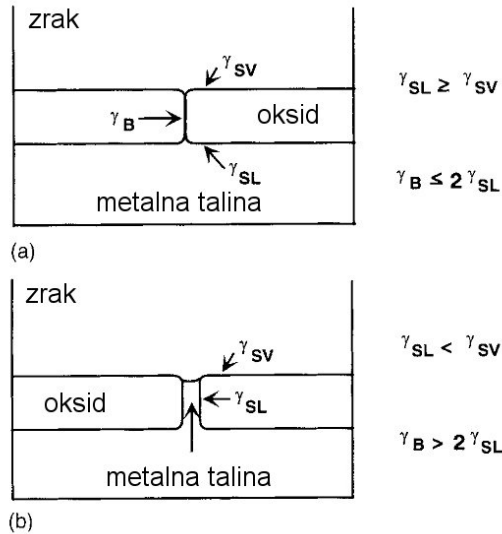 zrak
γSV
γSL ≥ γSV
γB
oksid
γSL
γB ≤ 2 γSL
metalna talina
(a)
zrak
γSV
γSL < γSV
oksid
γSL
γB > 2 γSL
metalna talina
(b)